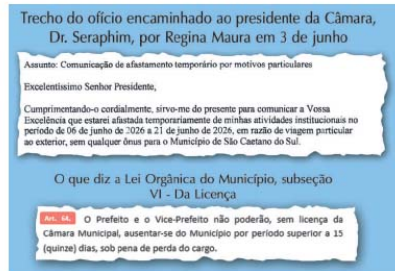 Trecho do ofício encaminhado ao presidente da Câmara,
Dr. Seraphim, por Regina Maura em 3 de junho
Assunto: Comunicação de afastamento temporário por motivos particulares
Excelentíssimo Senhor Presidente,
Cumprimentando-o cordialmente, sirvo-me do presente para comunicar a Vossa
Excelência que estarei afastada temporariamente de minhas atividades institucionais no
período de 06 de junho de 2026 a 21 de junho de 2026, em razão de viagem particular
ao exterior, sem qualquer ônus para o Município de São Caetano do Sul.
O que diz a Lei Orgânica do Município, subseção
VI - Da Licença
Art. 64. O Prefeito e o Vice-Prefeito não poderão, sem licença da
Câmara Municipal, ausentar-se do Município por período superior a 15
(quinze) dias, sob pena de perda do cargo.